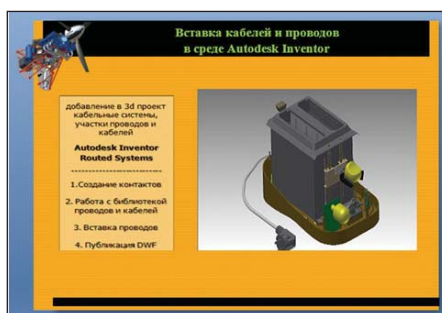 Вставка кабелей и проводов
в среде Autodesk Inventor
добавление в 3d проект
кабельные системы,
участки проводов и
кабелей
Autodesk Inventor
Routed Systems
----------------------------
1.Создание контактов
2. Работа с библиотекой
проводов и кабелей
3. Вставка проводов
4. Публикация DWF